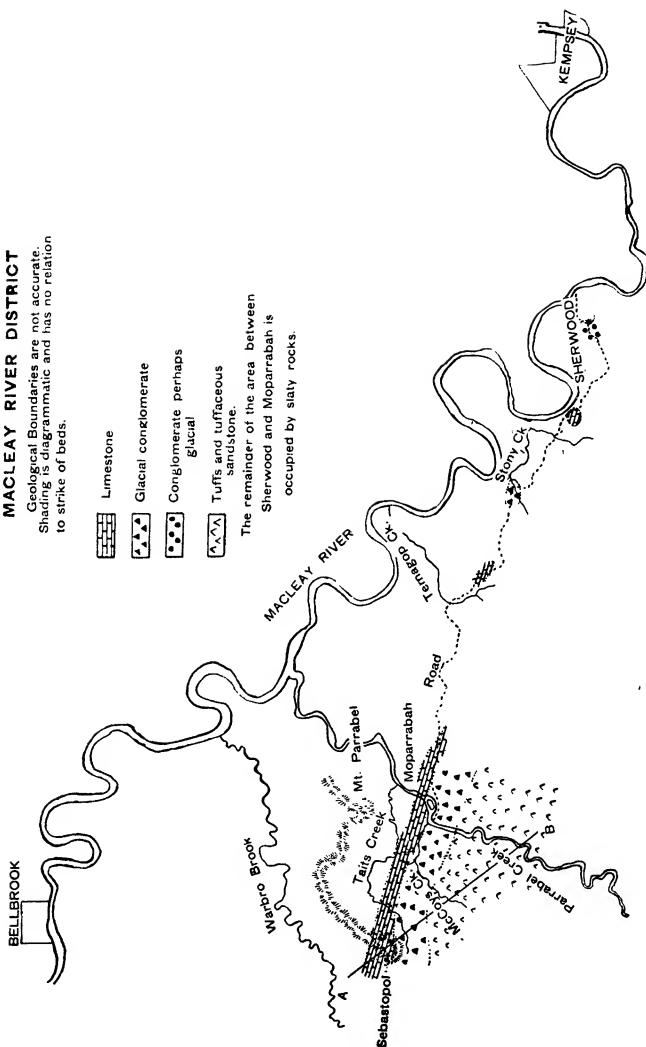 MACLEAY RIVER DISTRICT
Geological Boundaries are not accurate.
Shading is diagrammatic and has no relation
to strike of beds.
Limestone
Glacial conglomerate
Conglomerate perhaps
glacial
Tuffs and tuffaceous
sandstone.
The remainder of the area between
Sherwood and Moparrabah is
occupied by slaty rocks.
BELLBROOK
KEMPSEY
MACLEAY RIVER
SHERWOOD
Stony Ck
Temagop Ck.
Road
Warbro Brook
Mt. Parrabel
Moparrabah
Taits Creek
McCoys Ck.
Parrabel Creek
Sebastopol
A
B